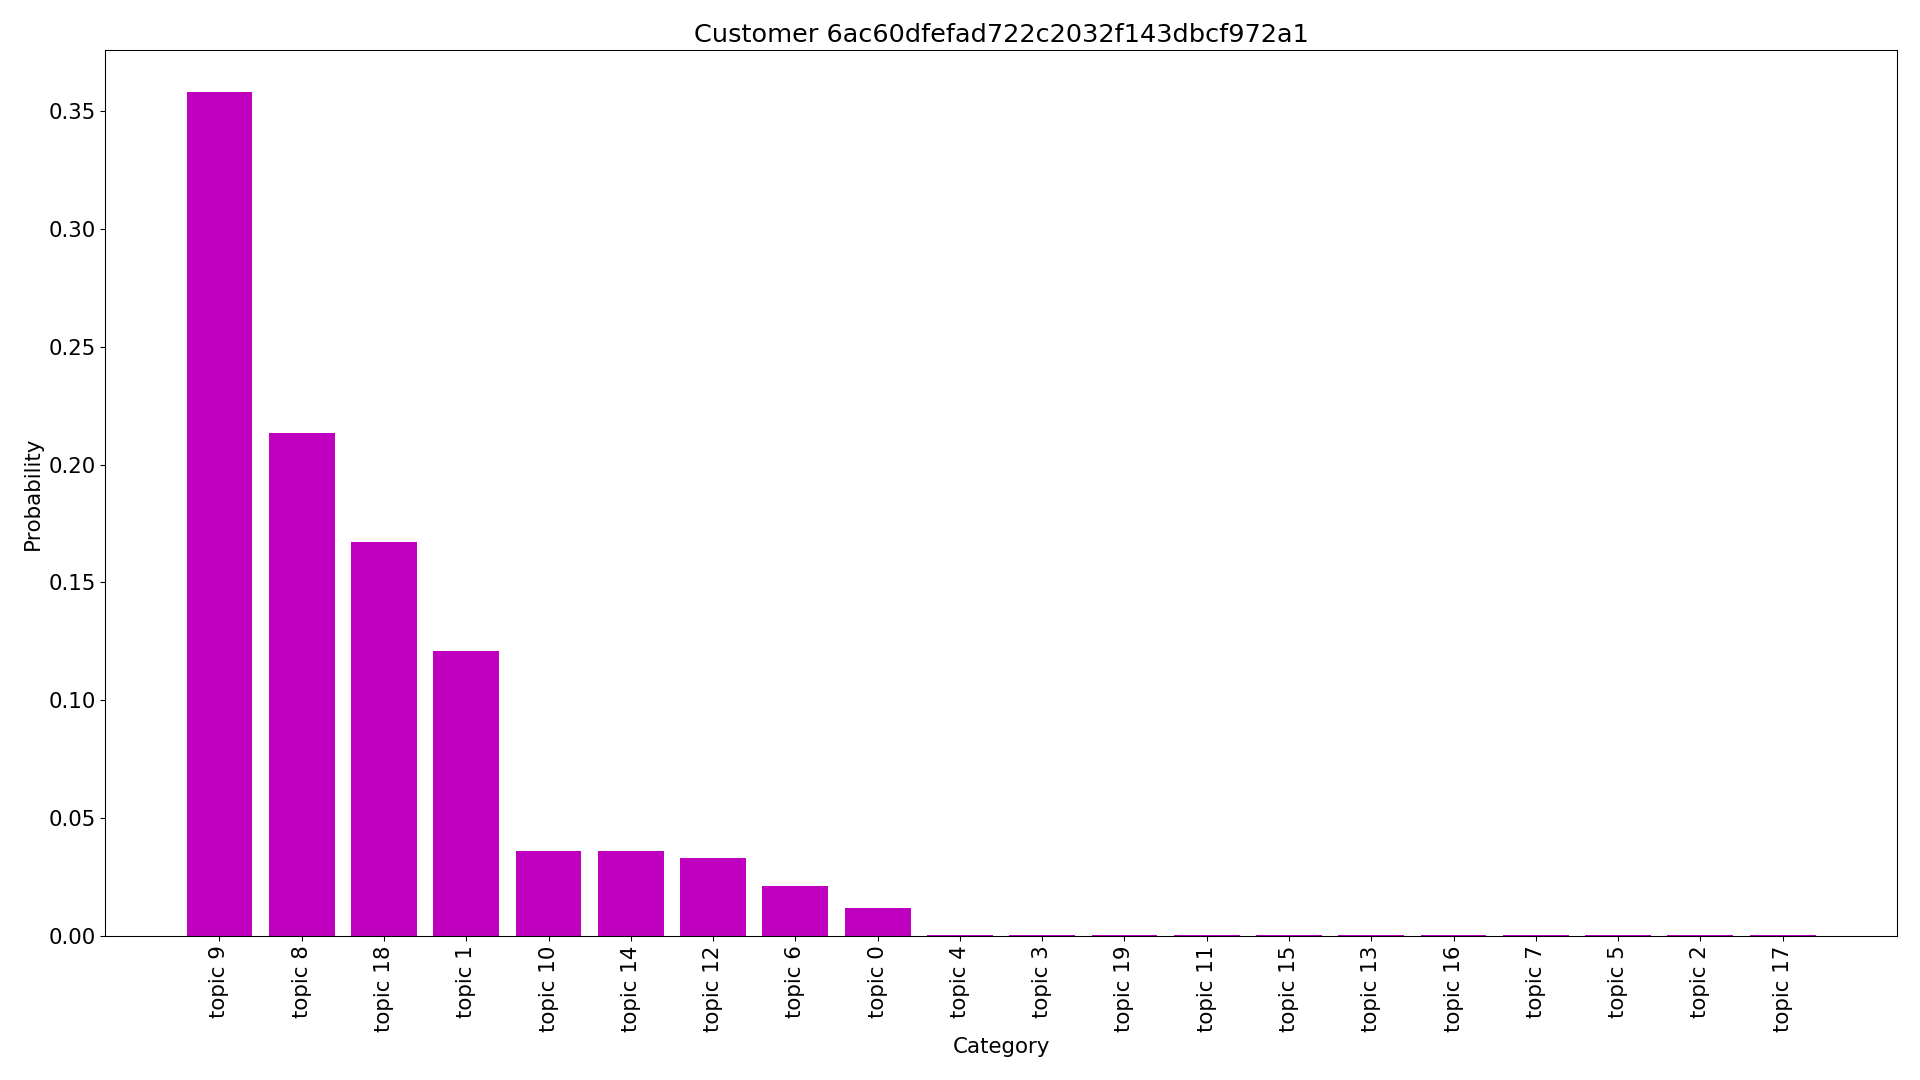 Customer 6ac60dfefad722c2032f143dbcf972a1
Probability
0.35
0.30
0.25
0.20
0.15
0.10
0.05
0.00
topic 9
topic 8
topic 18
topic 1
topic 10
topic 14
topic 12
topic 6
topic 0
topic 4
topic 3
topic 19
topic 11
topic 15
topic 13
topic 16
topic 7
topic 5
topic 2
topic 17
Category